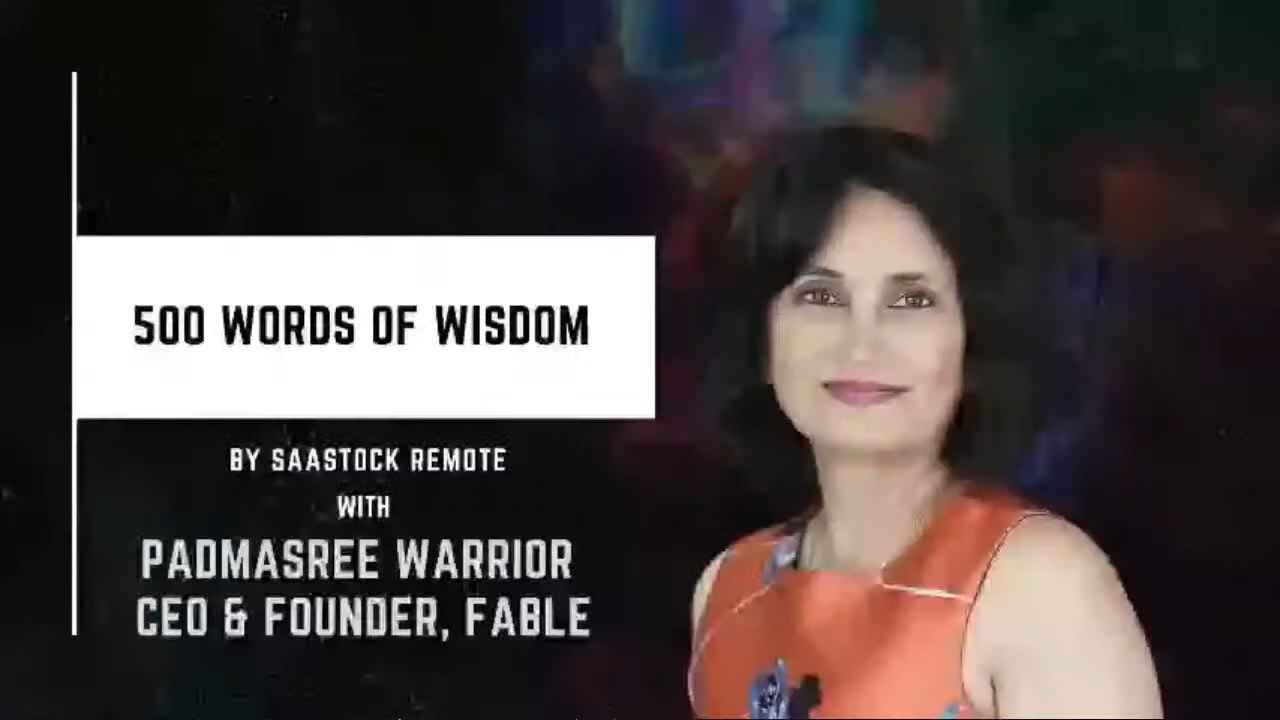 500 WORDS OF WISDOM
BY SAASTOCK REMOTE
WITH
PADMASREE WARRIOR
CEO & FOUNDER, FABLE